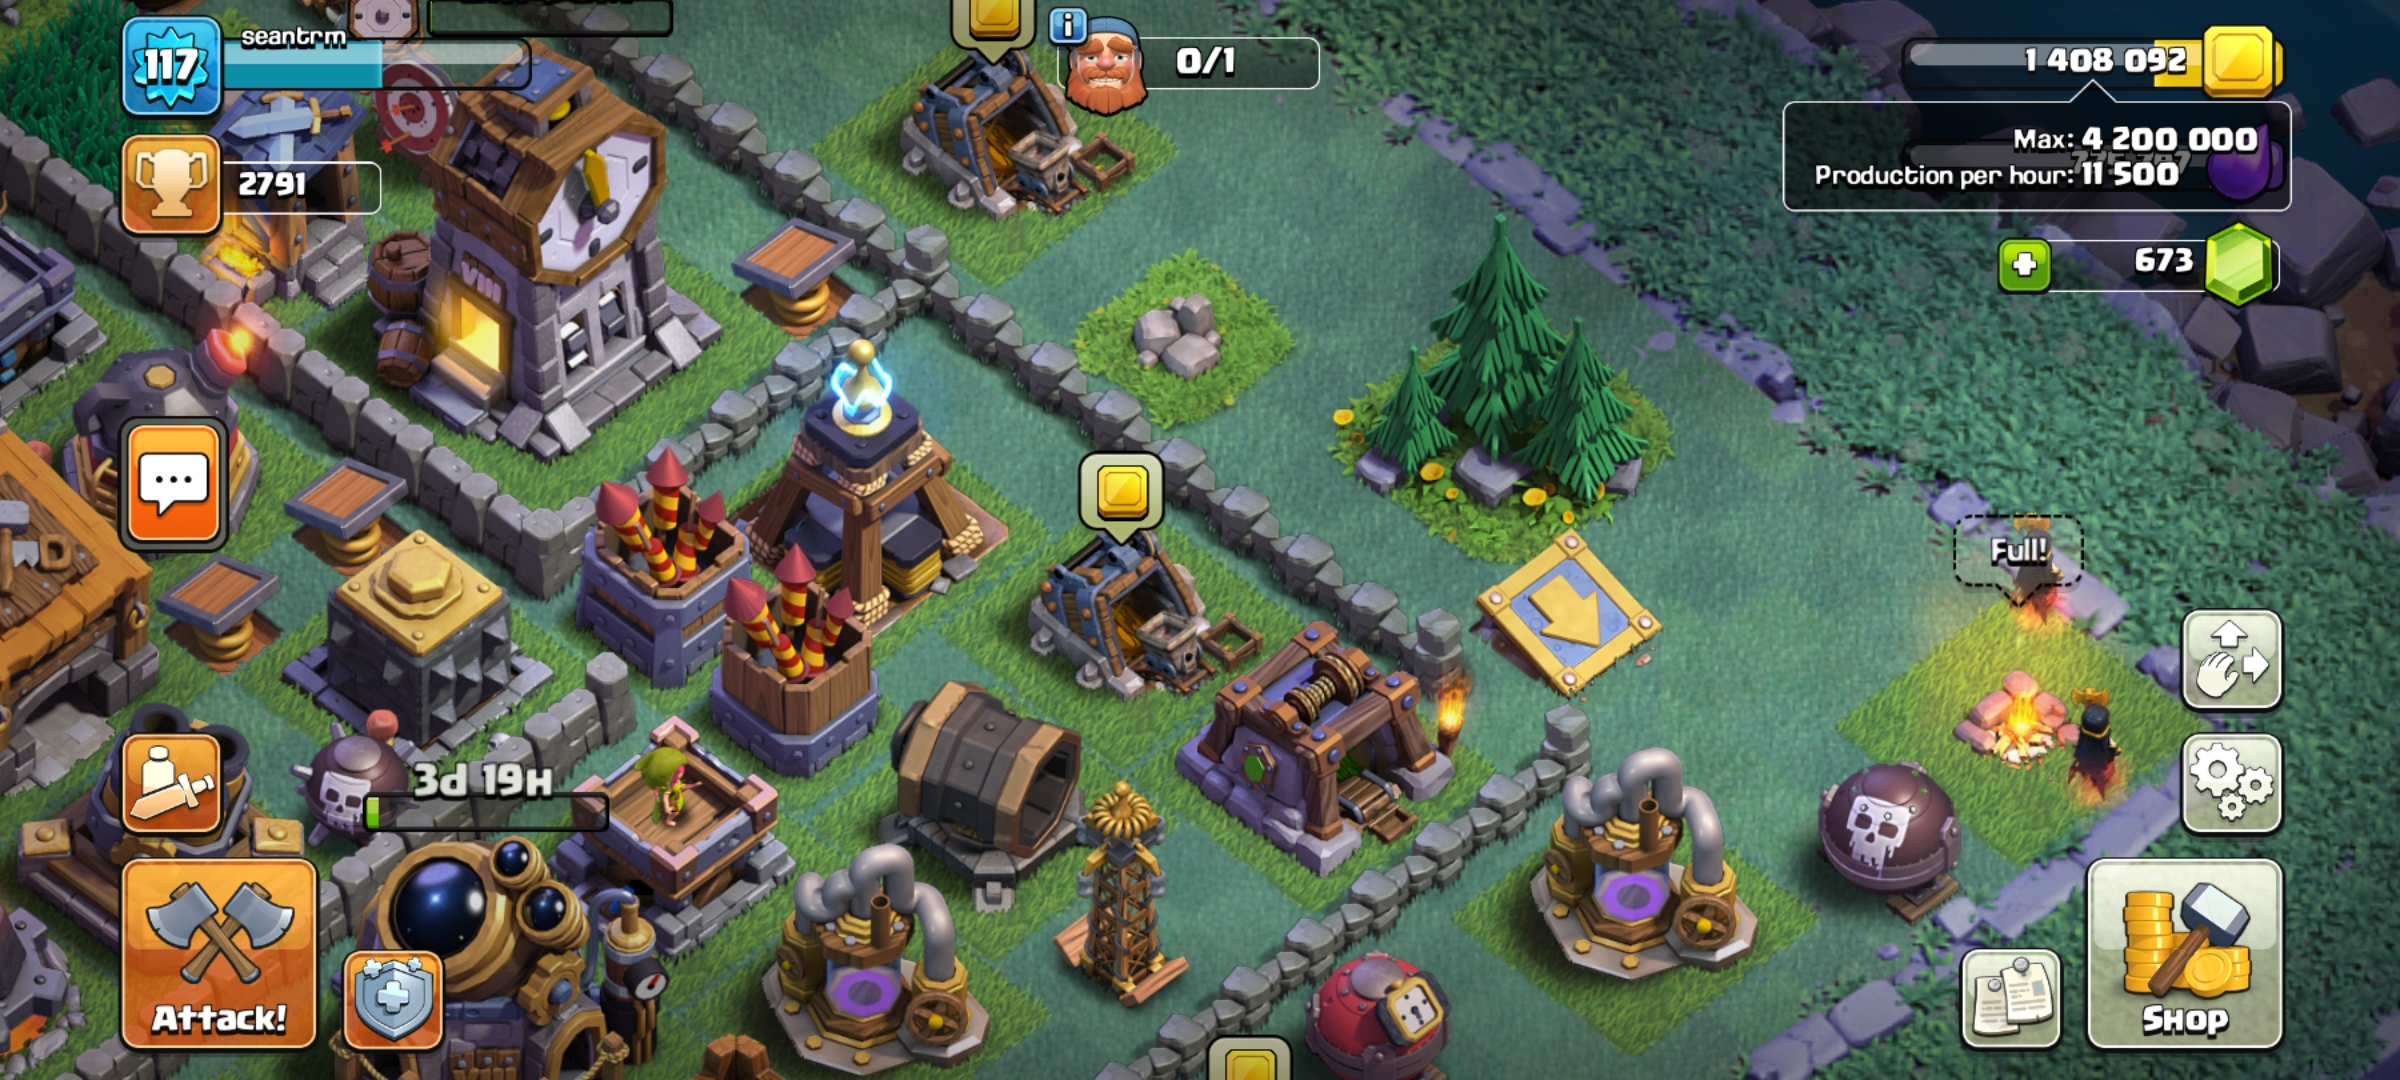 117
seantrm
2791
0/1
1 408 092
Max: 4 200 000
Production per hour: 11 500
673
VIII
Full!
3d 19H
Attack!
Shop